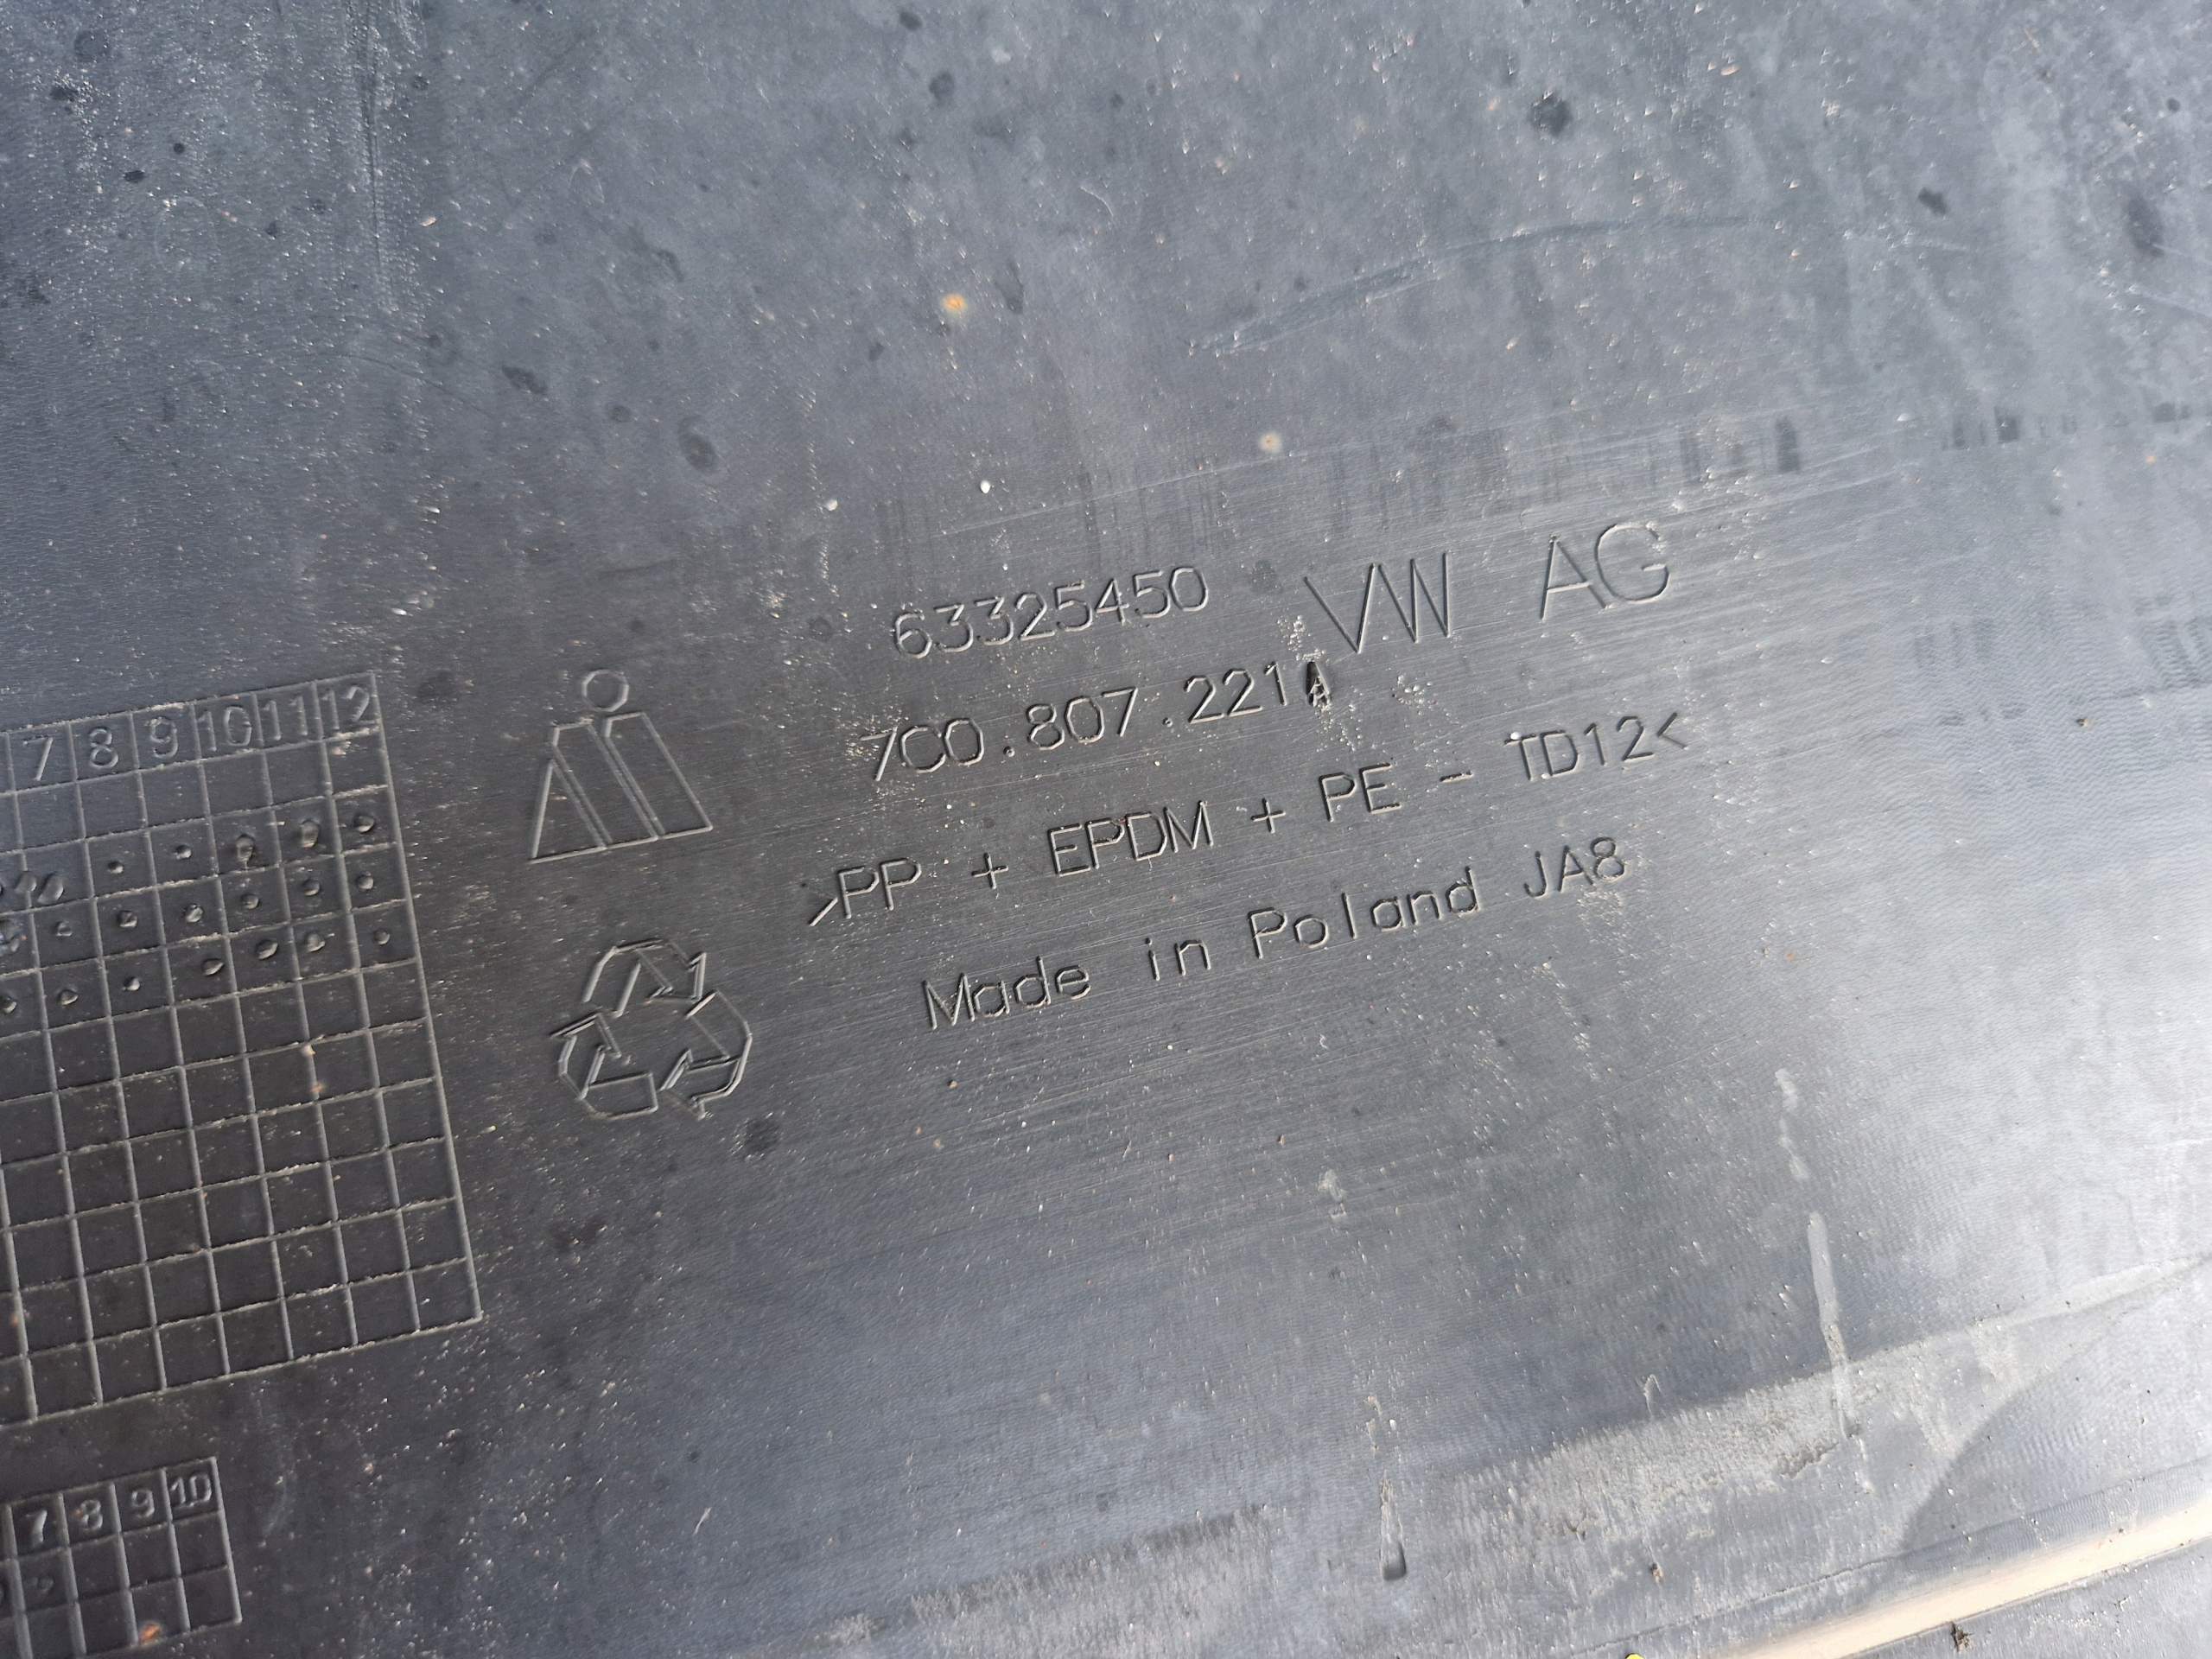 63325450 VW AG
7C0.807.221A
>PP + EPDM + PE - TD12<
Made in Poland JA8
7 8 9 10 11 12
7 8 9 10